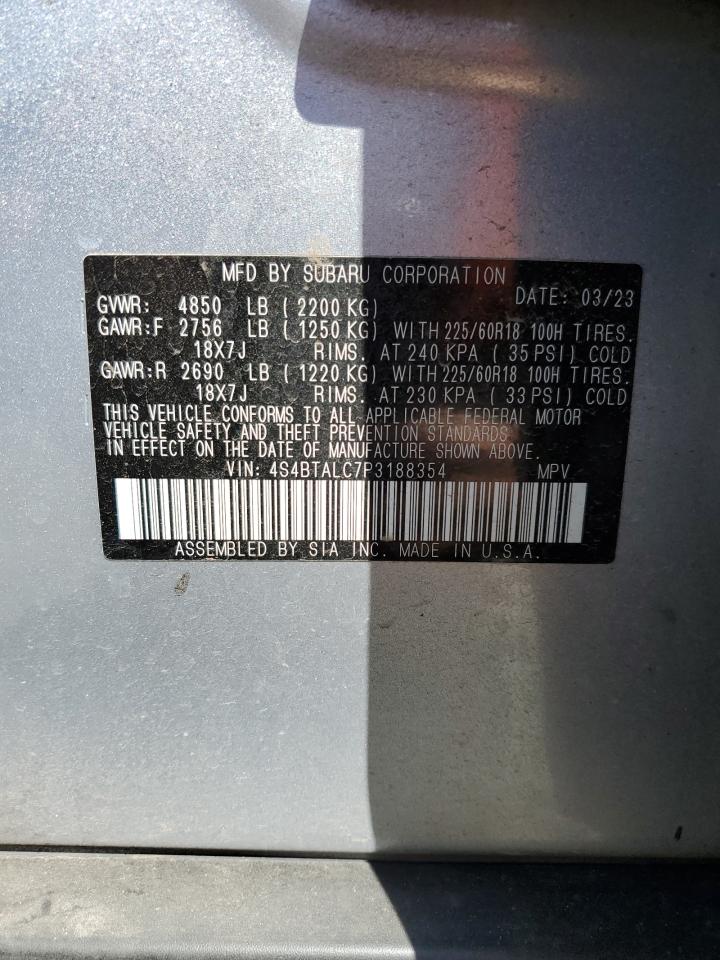 MFD BY SUBARU CORPORATION
DATE: 03/23
GVWR: 4850 LB ( 2200 KG)
GAWR:F 2756 LB ( 1250 KG) WITH 225/60R18 100H TIRES.
18X7J RIMS. AT 240 KPA ( 35 PSI) COLD
GAWR:R 2690 LB ( 1220 KG) WITH 225/60R18 100H TIRES.
18X7J RIMS. AT 230 KPA ( 33 PSI) COLD
THIS VEHICLE CONFORMS TO ALL APPLICABLE FEDERAL MOTOR
VEHICLE SAFETY AND THEFT PREVENTION STANDARDS
IN EFFECT ON THE DATE OF MANUFACTURE SHOWN ABOVE.
VIN: 4S4BTALC7P3188354 MPV
ASSEMBLED BY SIA INC. MADE IN U.S.A.